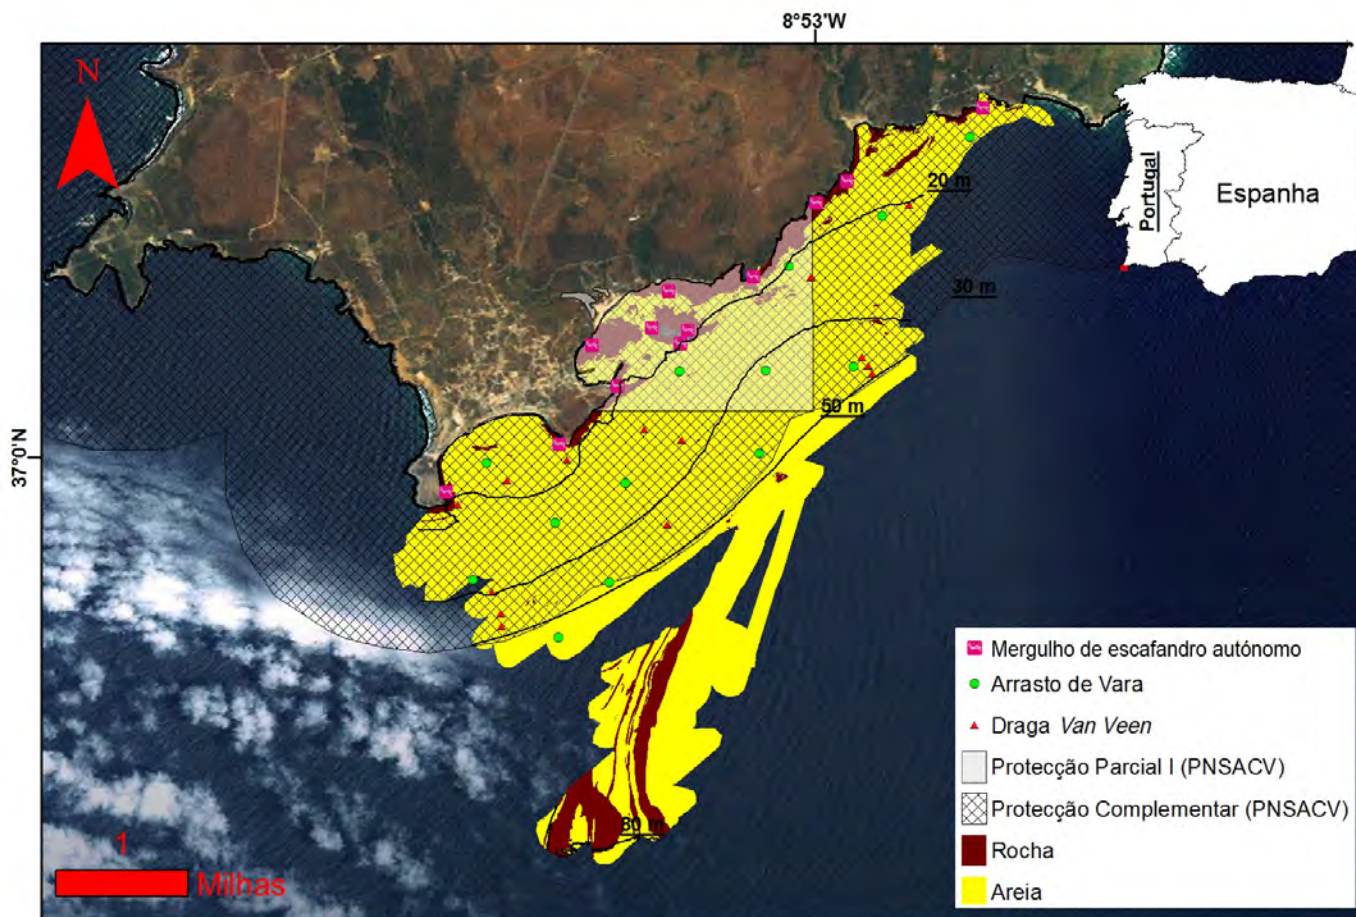 8°53'W
N
Portugal
Espanha
20 m
30 m
50 m
37°0'N
Mergulho de escafandro autónomo
Arrasto de Vara
Draga Van Veen
Protecção Parcial I (PNSACV)
Protecção Complementar (PNSACV)
Rocha
Areia
80 m
1
Milhas